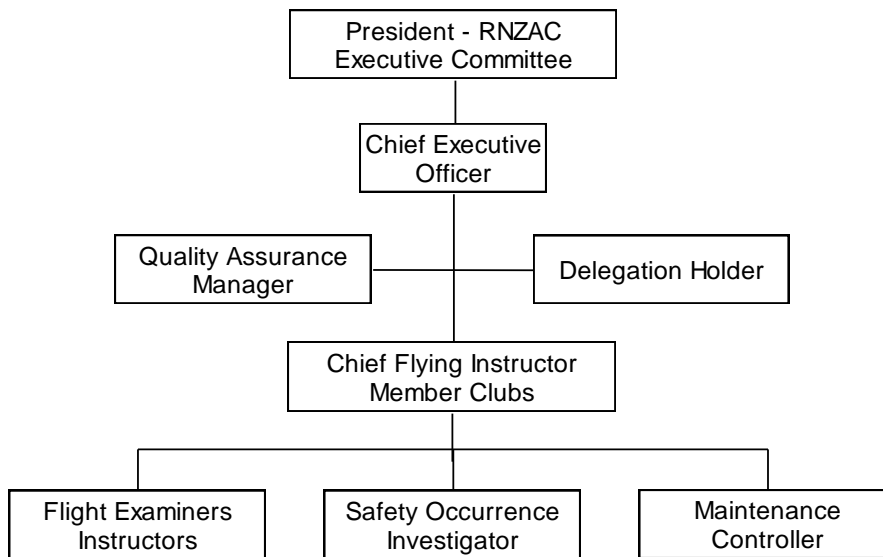 President - RNZAC
Executive Committee
Chief Executive
Officer
Quality Assurance
Manager
Delegation Holder
Chief Flying Instructor
Member Clubs
Flight Examiners
Instructors
Safety Occurrence
Investigator
Maintenance
Controller